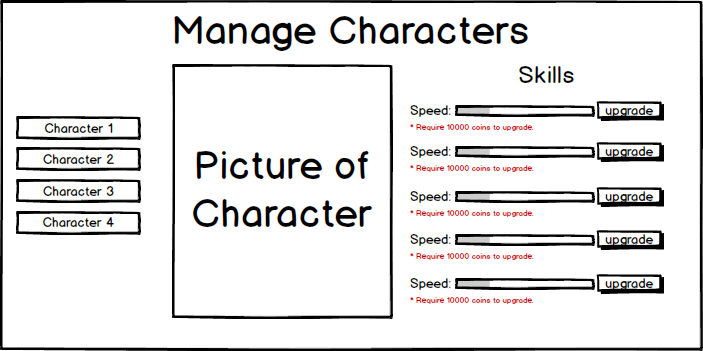 Manage Characters
Character 1
Character 2
Character 3
Character 4
Picture of
Character
Skills
Speed: upgrade
* Require 10000 coins to upgrade.
Speed: upgrade
* Require 10000 coins to upgrade.
Speed: upgrade
* Require 10000 coins to upgrade.
Speed: upgrade
* Require 10000 coins to upgrade.
Speed: upgrade
* Require 10000 coins to upgrade.